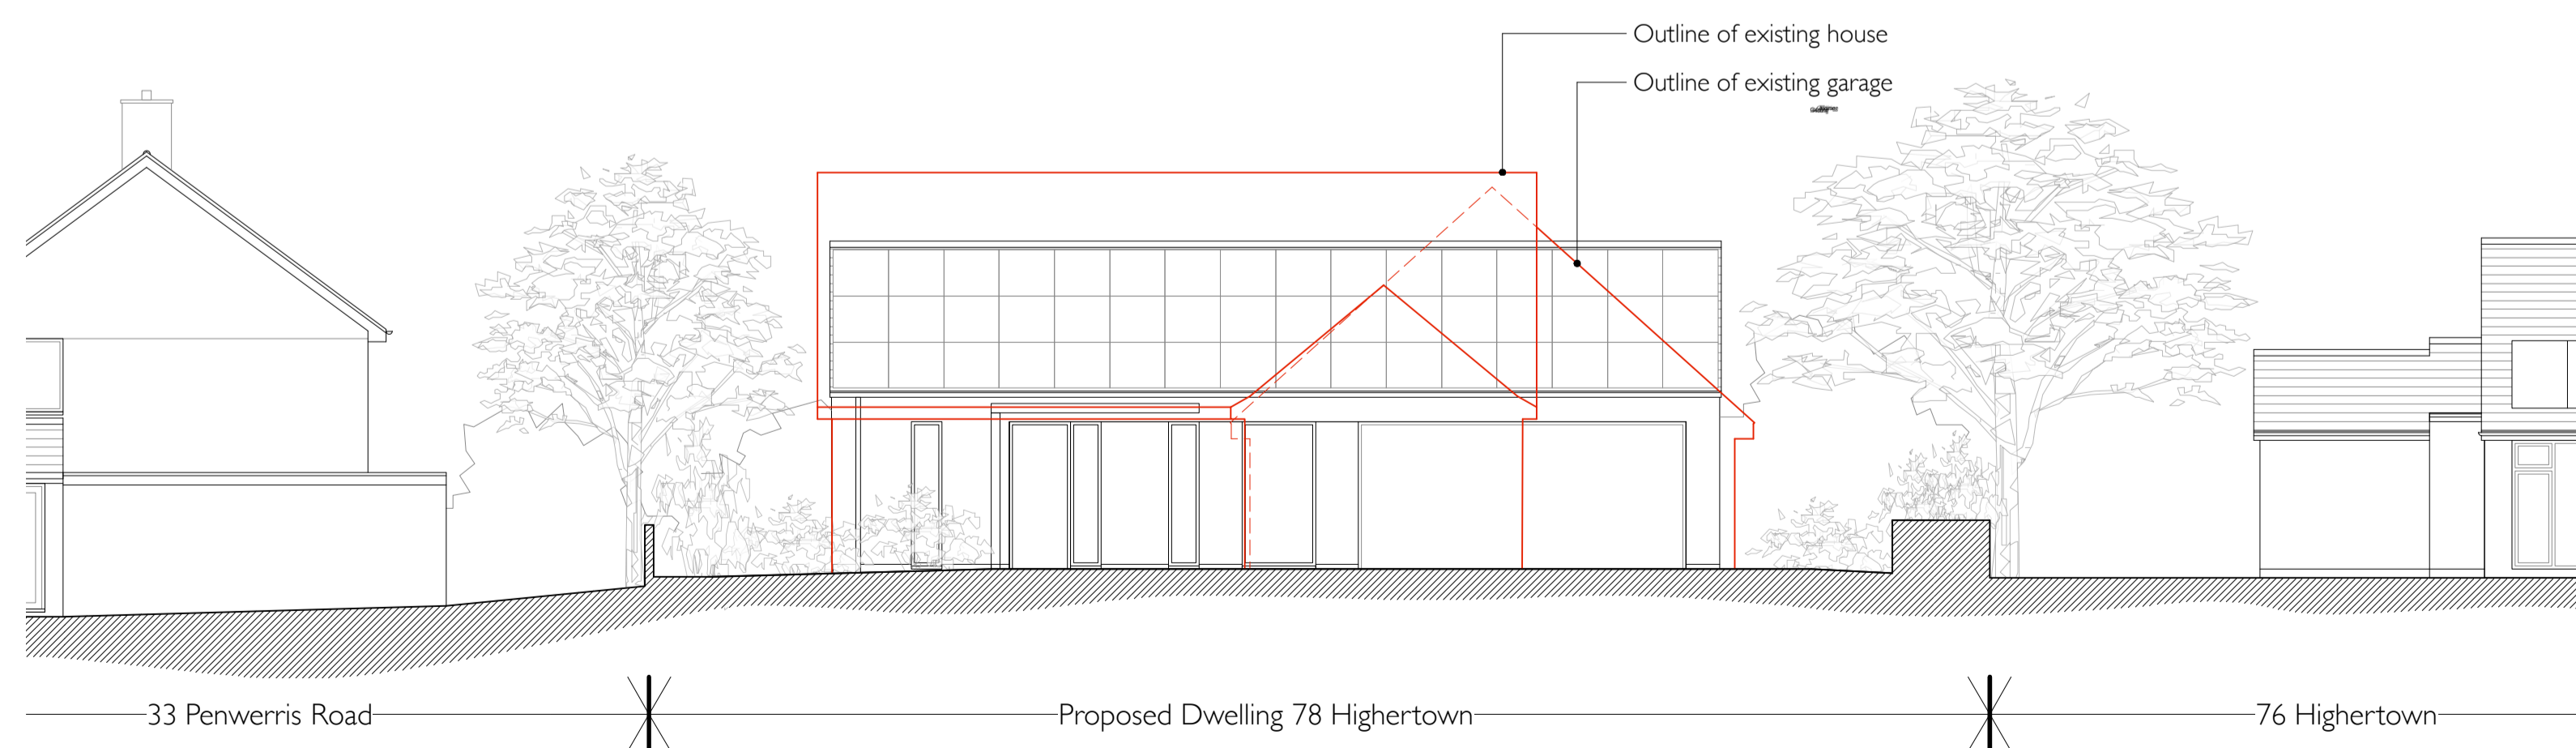 Outline of existing house
Outline of existing garage
33 Penwerris Road
Proposed Dwelling 78 Highertown
76 Highertown